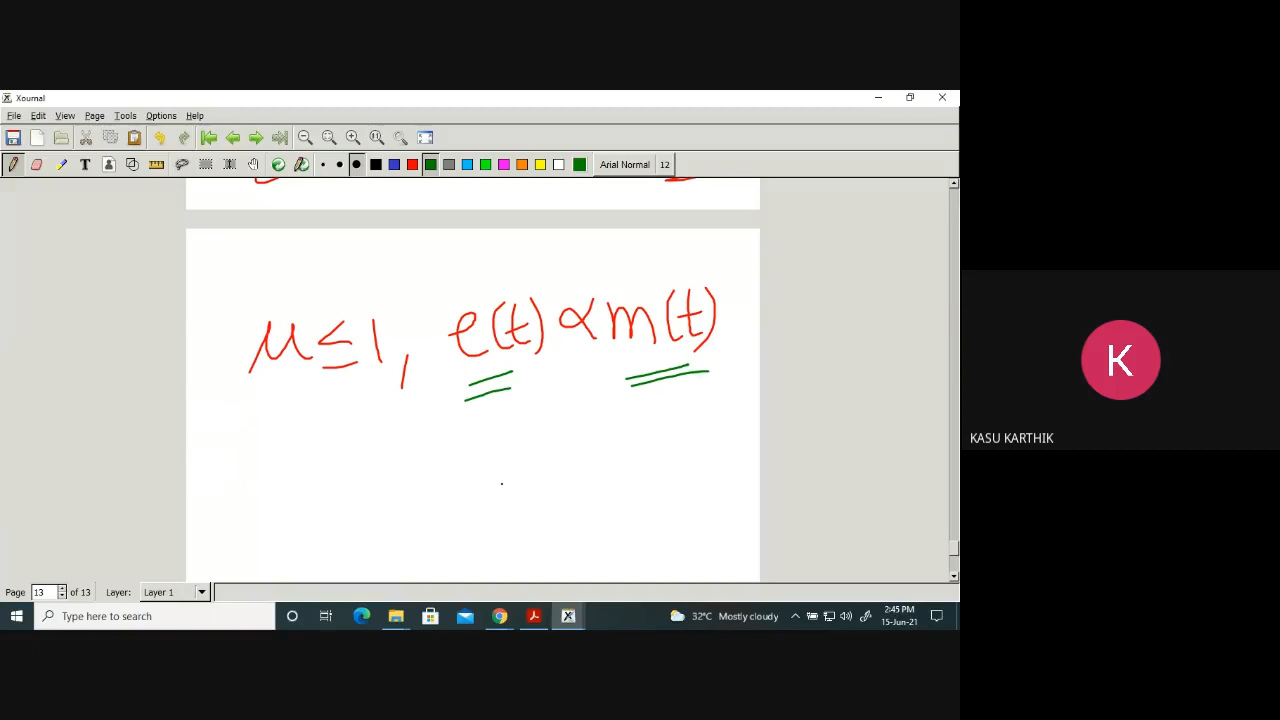 Xournal
File Edit View Page Tools Options Help
T Arial Normal 12
μ ≤ 1, e(t) ∝ m(t)
K
KASU KARTHIK
Page 13 of 13 Layer: Layer 1
Type here to search
32°C Mostly cloudy
2:45 PM
15-Jun-21